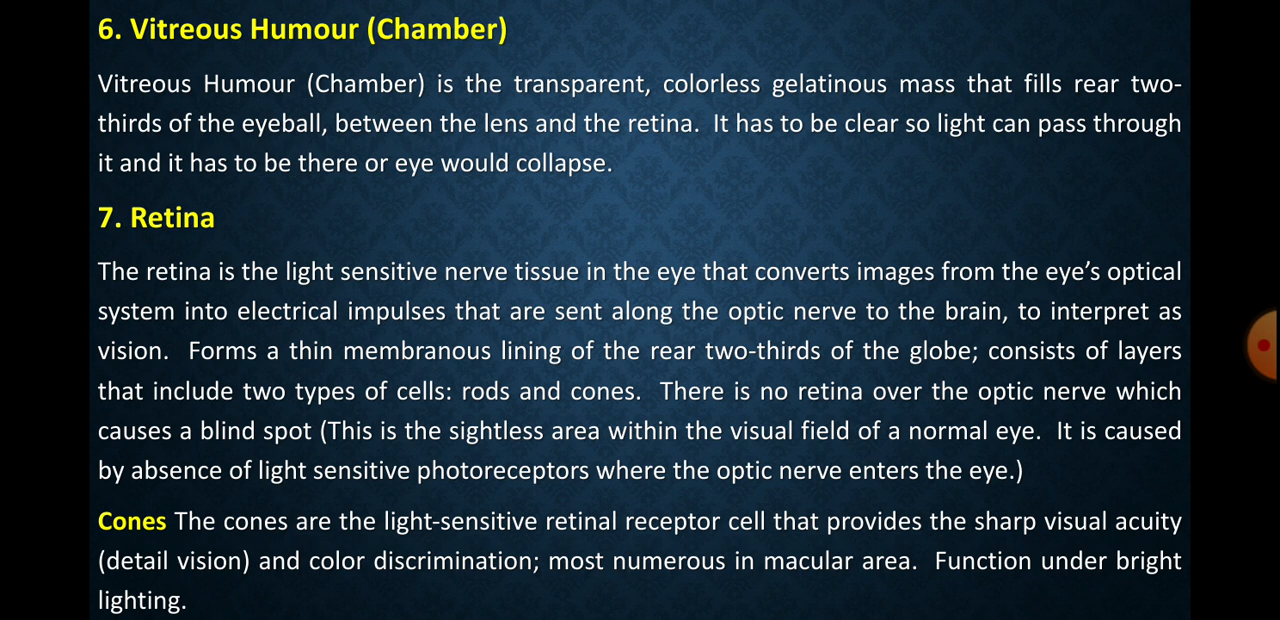 6. Vitreous Humour (Chamber)
Vitreous Humour (Chamber) is the transparent, colorless gelatinous mass that fills rear two-
thirds of the eyeball, between the lens and the retina. It has to be clear so light can pass through
it and it has to be there or eye would collapse.
7. Retina
The retina is the light sensitive nerve tissue in the eye that converts images from the eye’s optical
system into electrical impulses that are sent along the optic nerve to the brain, to interpret as
vision. Forms a thin membranous lining of the rear two-thirds of the globe; consists of layers
that include two types of cells: rods and cones. There is no retina over the optic nerve which
causes a blind spot (This is the sightless area within the visual field of a normal eye. It is caused
by absence of light sensitive photoreceptors where the optic nerve enters the eye.)
Cones The cones are the light-sensitive retinal receptor cell that provides the sharp visual acuity
(detail vision) and color discrimination; most numerous in macular area. Function under bright
lighting.